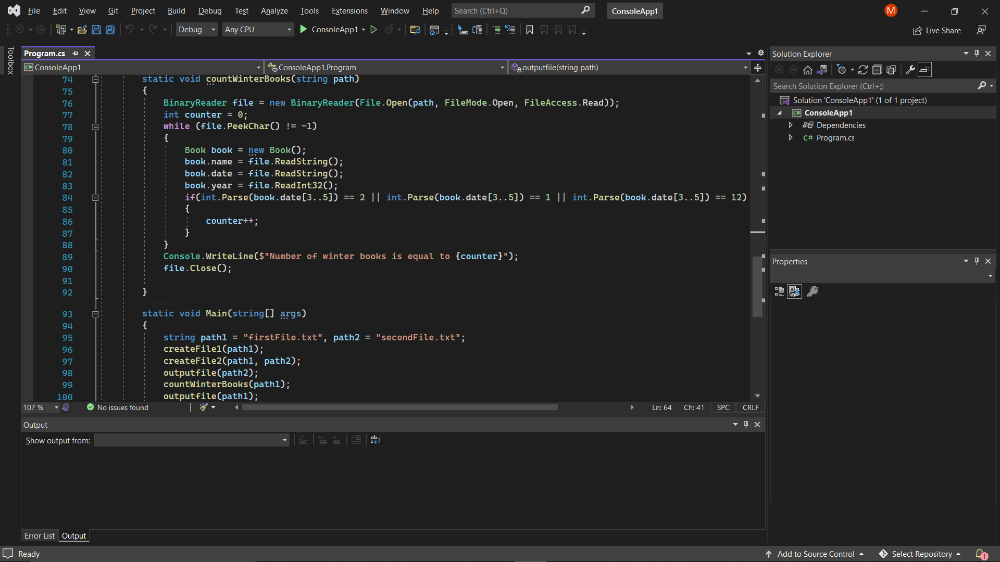 File Edit View Git Project Build Debug Test Analyze Tools Extensions Window Help Search (Ctrl+Q) ConsoleApp1 M
Debug Any CPU ConsoleApp1 Live Share
Toolbox
Program.cs
ConsoleApp1 ConsoleApp1.Program outputfile(string path)
74 static void countWinterBooks(string path)
75 {
76 BinaryReader file = new BinaryReader(File.Open(path, FileMode.Open, FileAccess.Read));
77 int counter = 0;
78 while (file.PeekChar() != -1)
79 {
80 Book book = new Book();
81 book.name = file.ReadString();
82 book.date = file.ReadString();
83 book.year = file.ReadInt32();
84 if(int.Parse(book.date[3..5]) == 2 || int.Parse(book.date[3..5]) == 1 || int.Parse(book.date[3..5]) == 12)
85 {
86 counter++;
87 }
88 }
89 Console.WriteLine($"Number of winter books is equal to {counter}");
90 file.Close();
91
92 }
93 static void Main(string[] args)
94 {
95 string path1 = "firstFile.txt", path2 = "secondFile.txt";
96 createFile1(path1);
97 createFile2(path1, path2);
98 outputfile(path2);
99 countWinterBooks(path1);
100 outputfile(path1);
107 % No issues found Ln: 64 Ch: 41 SPC CRLF
Output
Show output from:
Error List Output
Solution Explorer
Search Solution Explorer (Ctrl+;)
Solution 'ConsoleApp1' (1 of 1 project)
C# ConsoleApp1
Dependencies
C# Program.cs
Properties
Ready Add to Source Control Select Repository 1